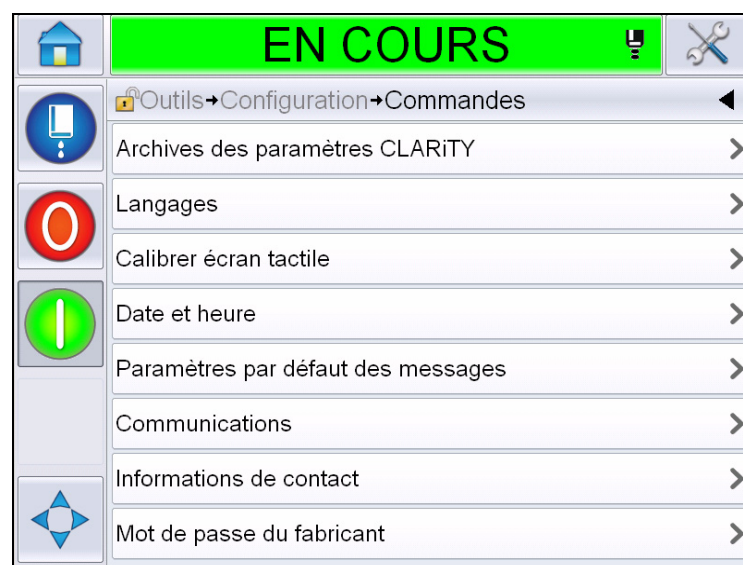 EN COURS
Outils→Configuration→Commandes
Archives des paramètres CLARiTY
Langages
Calibrer écran tactile
Date et heure
Paramètres par défaut des messages
Communications
Informations de contact
Mot de passe du fabricant